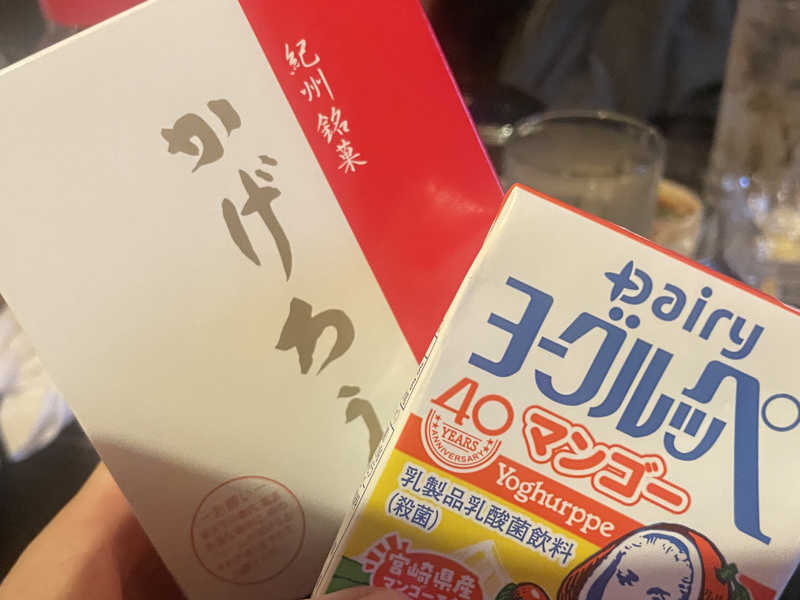 紀州銘菓
かげろう
Dairy
ヨーグルッペ
40
YEARS
ANNIVERSARY
マンゴー
Yoghurppe
乳製品乳酸菌飲料
(殺菌)
宮崎県産